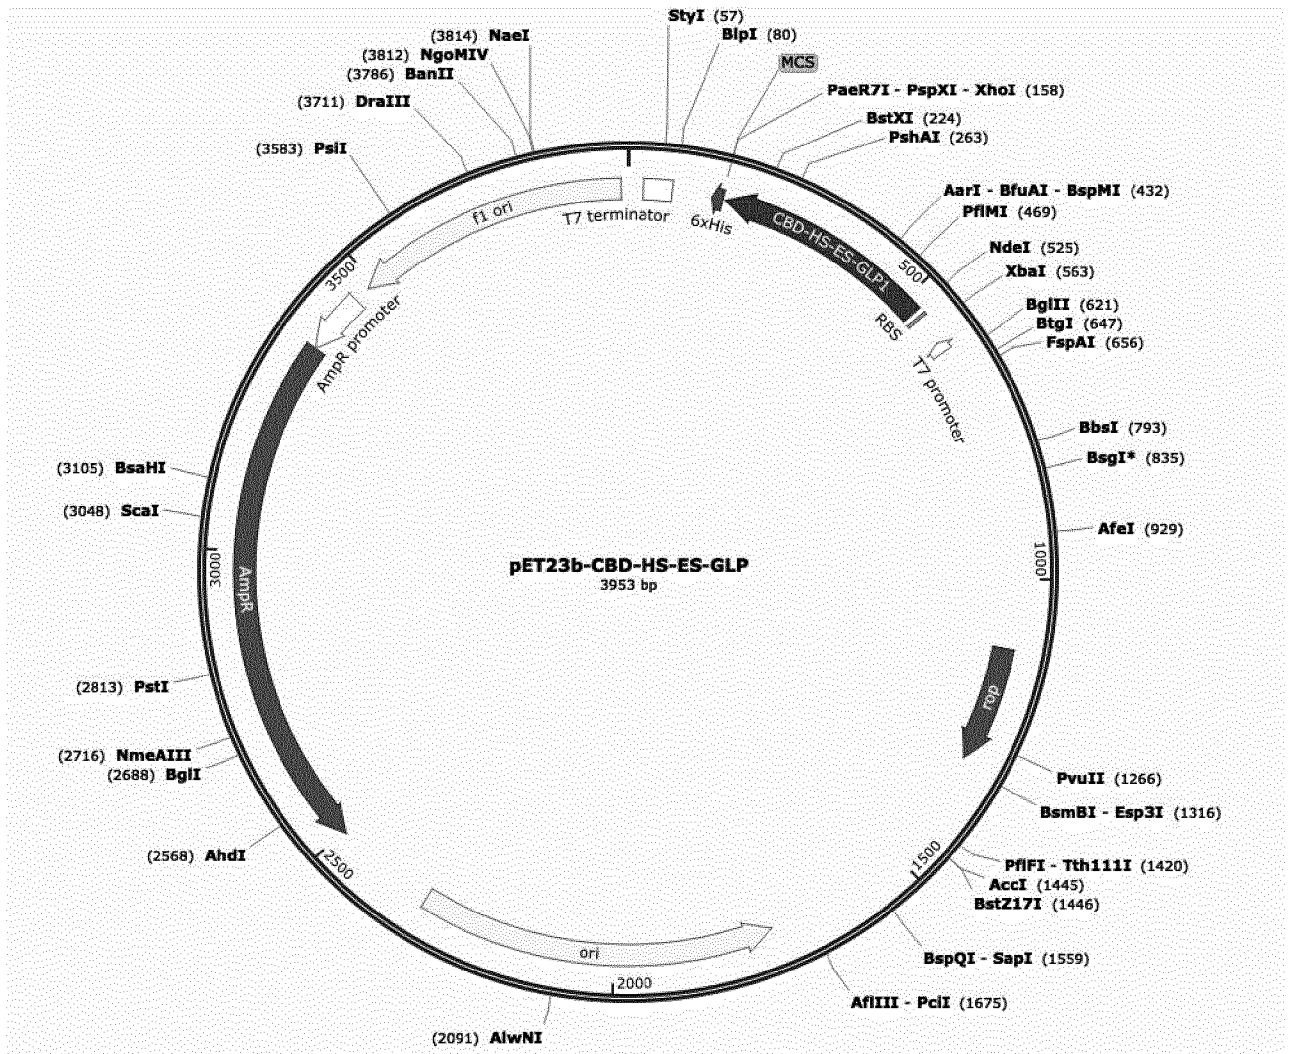 StyI (57)
BlpI (80)
MCS
PaeR7I - PspXI - XhoI (158)
BstXI (224)
PshAI (263)
AarI - BfuAI - BspMI (432)
PflMI (469)
NdeI (525)
XbaI (563)
BglII (621)
BtgI (647)
FspAI (656)
BbsI (793)
BsgI* (835)
AfeI (929)
PvuII (1266)
BsmBI - Esp3I (1316)
PflFI - Tth111I (1420)
AccI (1445)
BstZ17I (1446)
BspQI - SapI (1559)
AflIII - PciI (1675)
(2091) AlwNI
(2568) AhdI
(2688) BglI
(2716) NmeAIII
(2813) PstI
(3048) ScaI
(3105) BsaHI
(3583) PsiI
(3711) DraIII
(3786) BanII
(3812) NgoMIV
(3814) NaeI
f1 ori
T7 terminator
6xHis
CBD-HS-ES-GLP1
RBS
T7 promoter
AmpR promoter
AmpR
rop
ori
500
1000
1500
2000
2500
3000
3500
pET23b-CBD-HS-ES-GLP
3953 bp